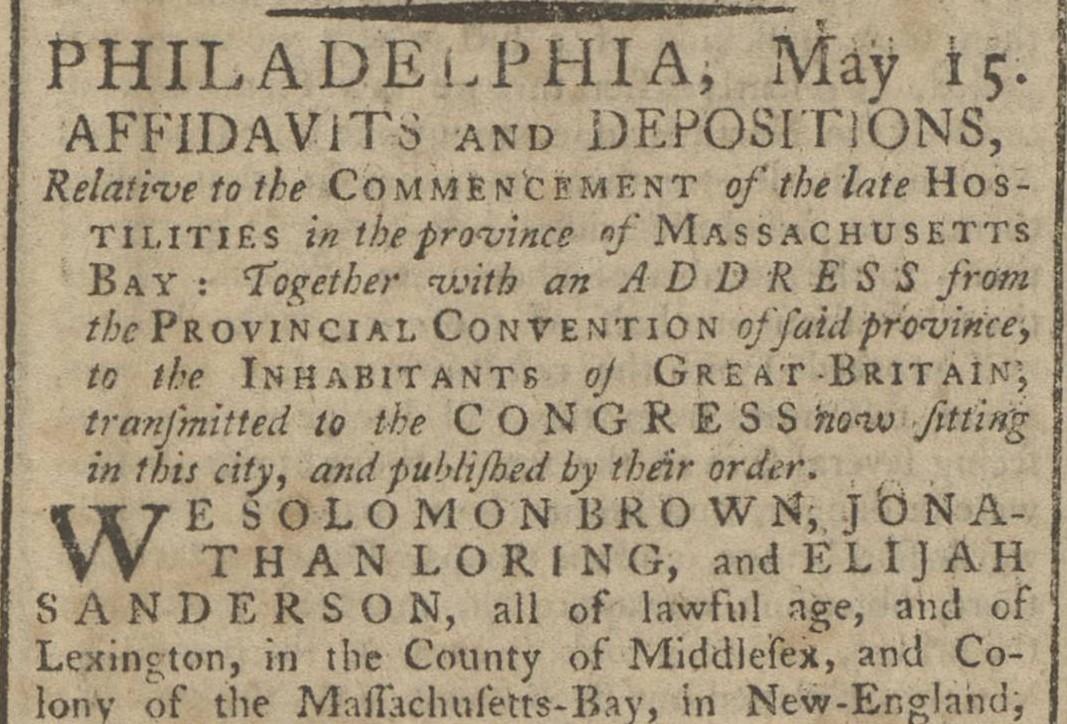 PHILADELPHIA, May 15.
AFFIDAVITS AND DEPOSITIONS,
Relative to the COMMENCEMENT of the late HOS-
TILITIES in the province of MASSACHUSETTS
BAY : Together with an ADDRESS from
the PROVINCIAL CONVENTION of ſaid province,
to the INHABITANTS of GREAT-BRITAIN,
tranſmitted to the CONGRESS now ſitting
in this city, and publiſhed by their order.
WE SOLOMON BROWN, JONA-
THAN LORING, and ELIJAH
SANDERSON, all of lawful age, and of
Lexington, in the County of Middleſex, and Co-
lony of the Maſſachuſetts-Bay, in New-England,